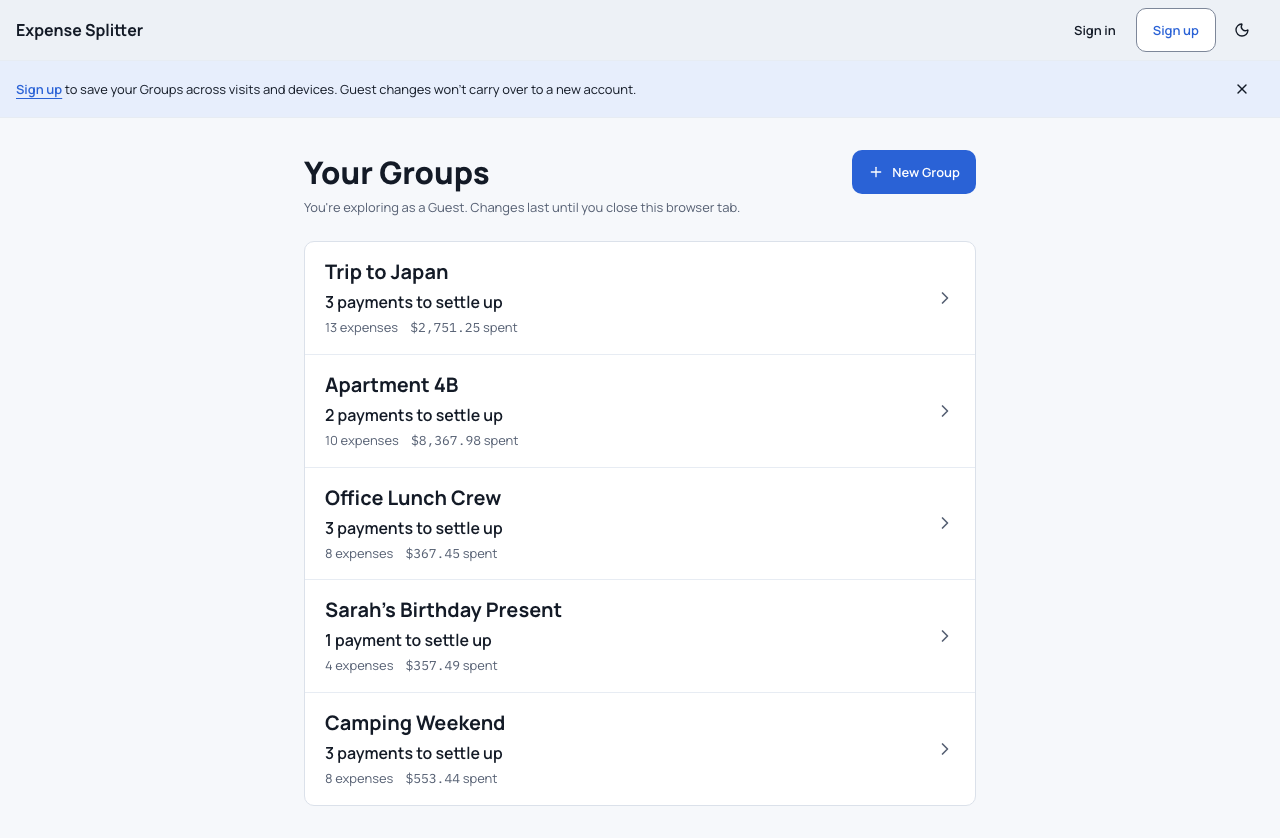 Expense Splitter
Sign in
Sign up
Sign up to save your Groups across visits and devices. Guest changes won't carry over to a new account.
Your Groups
New Group
You're exploring as a Guest. Changes last until you close this browser tab.
Trip to Japan
3 payments to settle up
13 expenses $2,751.25 spent
Apartment 4B
2 payments to settle up
10 expenses $8,367.98 spent
Office Lunch Crew
3 payments to settle up
8 expenses $367.45 spent
Sarah’s Birthday Present
1 payment to settle up
4 expenses $357.49 spent
Camping Weekend
3 payments to settle up
8 expenses $553.44 spent